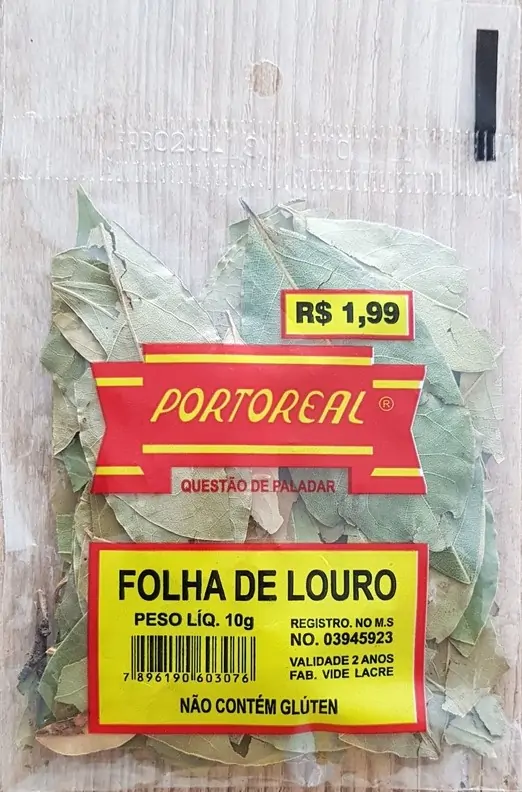 R$ 1,99
PORTOREAL ®
QUESTÃO DE PALADAR
FOLHA DE LOURO
PESO LÍQ. 10g
REGISTRO. NO M.S
NO. 03945923
VALIDADE 2 ANOS
FAB. VIDE LACRE
7 896190 603076
NÃO CONTÉM GLÚTEN